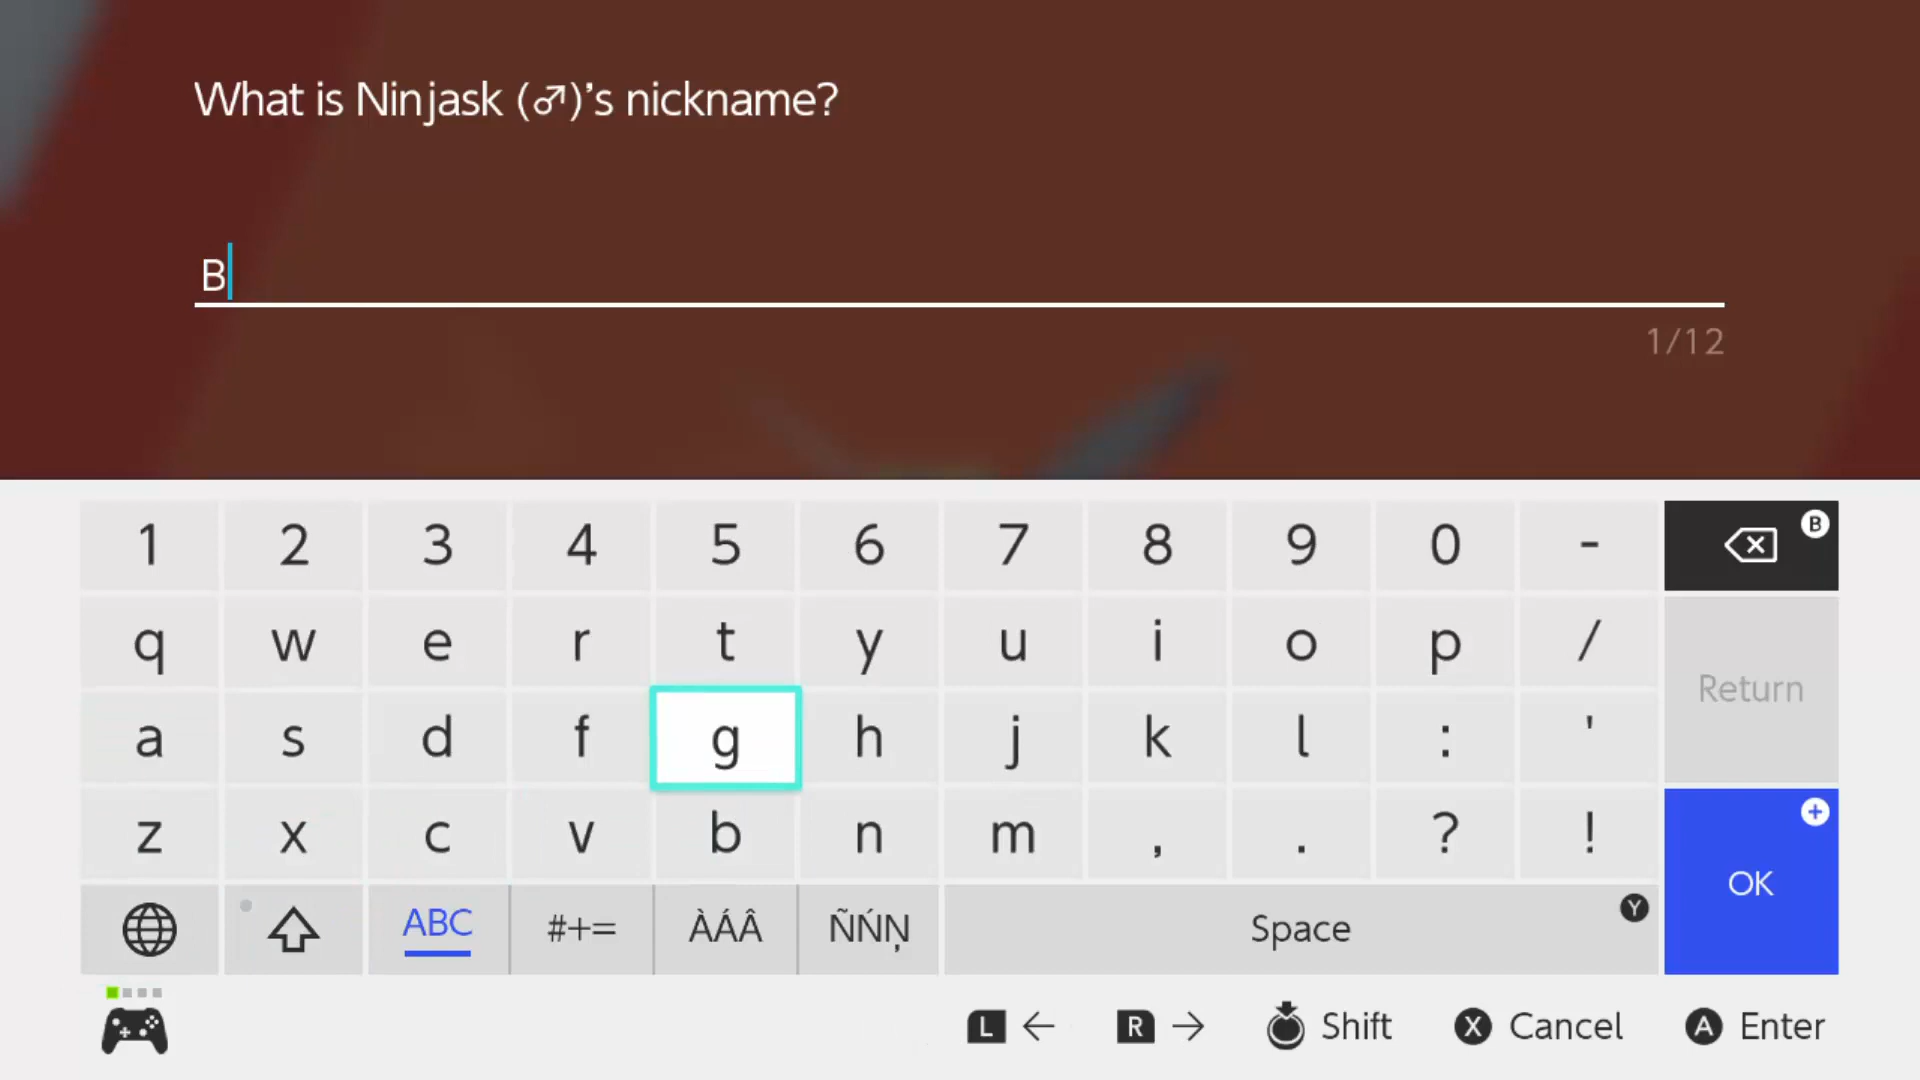 What is Ninjask (♂)’s nickname?
B
1/12
1 2 3 4 5 6 7 8 9 0 - B
q w e r t y u i o p /
Return
a s d f g h j k l : '
z x c v b n m , . ? ! +
OK
ABC #+= ÀÁÂ ÑŃŅ Space Y
L ← R → Shift X Cancel A Enter